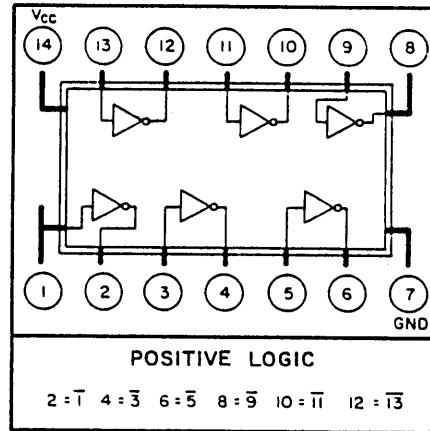 VCC
14 13 12 11 10 9 8
1 2 3 4 5 6 7
GND
POSITIVE LOGIC
2 = 1̅ 4 = 3̅ 6 = 5̅ 8 = 9̅ 10 = 1̅1̅ 12 = 1̅3̅